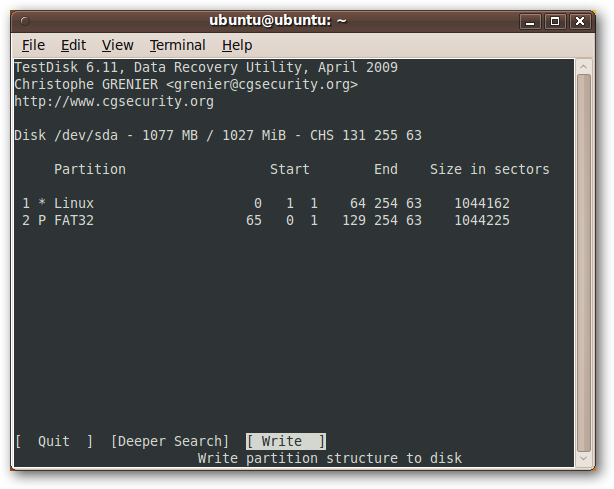 ubuntu@ubuntu: ~
File Edit View Terminal Help
TestDisk 6.11, Data Recovery Utility, April 2009
Christophe GRENIER <grenier@cgsecurity.org>
http://www.cgsecurity.org
Disk /dev/sda - 1077 MB / 1027 MiB - CHS 131 255 63
Partition Start End Size in sectors
1 * Linux 0 1 1 64 254 63 1044162
2 P FAT32 65 0 1 129 254 63 1044225
[ Quit ] [Deeper Search] [ Write ]
Write partition structure to disk